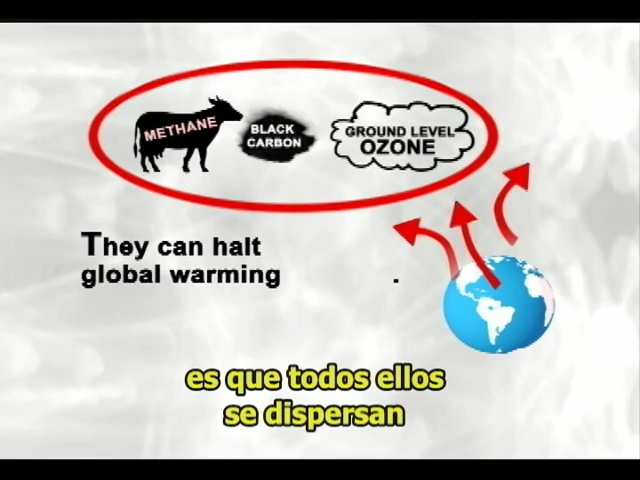 METHANE
BLACK
CARBON
GROUND LEVEL
OZONE
They can halt
global warming .
es que todos ellos
se dispersan